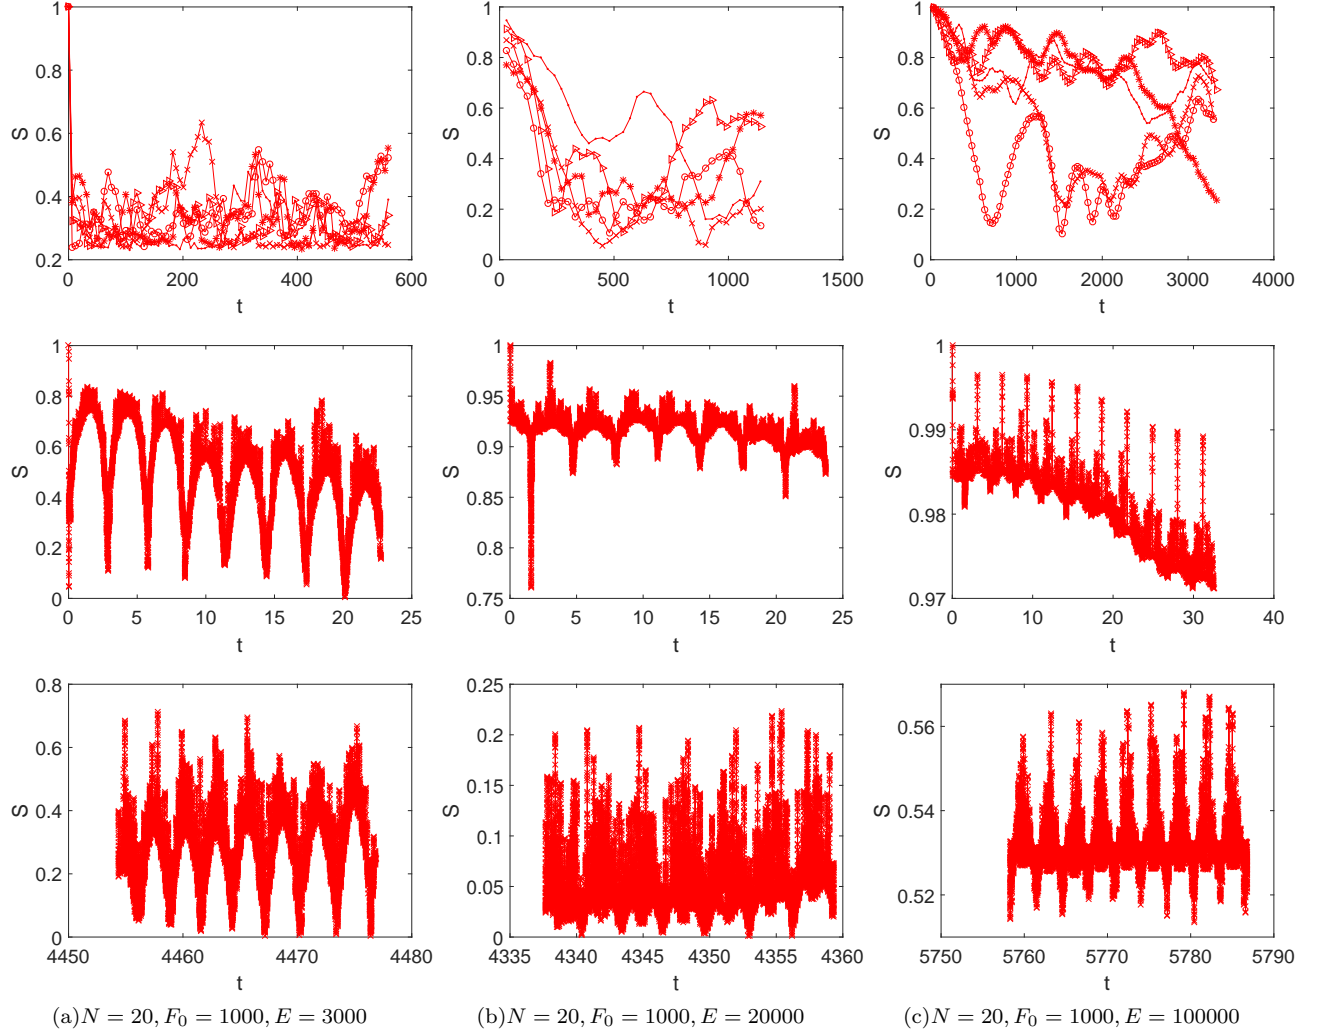 1
0.8
0.6
0.4
0.2
0 200 400 600
S
t
1
0.8
0.6
0.4
0.2
0
0 500 1000 1500
S
t
1
0.8
0.6
0.4
0.2
0
0 1000 2000 3000 4000
S
t
1
0.8
0.6
0.4
0.2
0
0 5 10 15 20 25
S
t
1
0.95
0.9
0.85
0.8
0.75
0 5 10 15 20 25
S
t
1
0.99
0.98
0.97
0 10 20 30 40
S
t
0.8
0.6
0.4
0.2
0
4450 4460 4470 4480
S
t
0.25
0.2
0.15
0.1
0.05
0
4335 4340 4345 4350 4355 4360
S
t
0.56
0.54
0.52
5750 5760 5770 5780 5790
S
t
(a)N = 20, F₀ = 1000, E = 3000
(b)N = 20, F₀ = 1000, E = 20000
(c)N = 20, F₀ = 1000, E = 100000